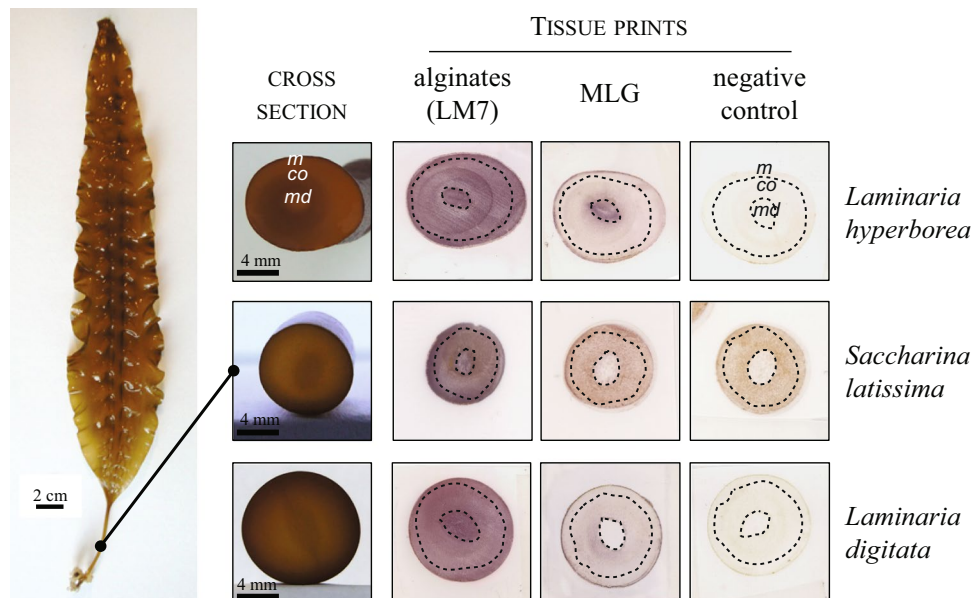 TISSUE PRINTS
CROSS
SECTION
alginates
(LM7)
MLG
negative
control
m
co
md
4 mm
m
co
md
Laminaria
hyperborea
4 mm
Saccharina
latissima
2 cm
4 mm
Laminaria
digitata